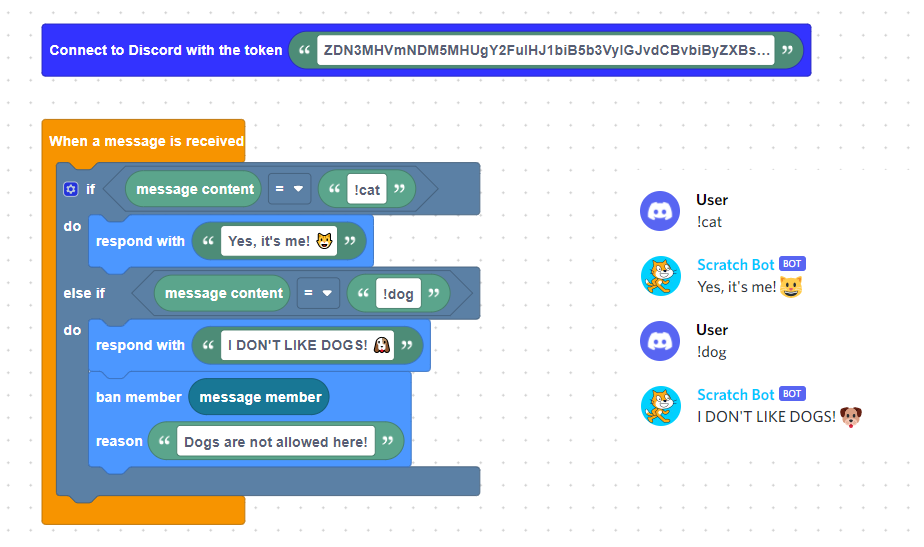 Connect to Discord with the token “ ZDN3MHVmNDM5MHUgY2FuIHJ1biB5b3VyIGJvdCBvbiByZXBs... ”
When a message is received
if message content = “ !cat ”
do
respond with “ Yes, it's me! 😺 ”
else if message content = “ !dog ”
do
respond with “ I DON'T LIKE DOGS! 🐶 ”
ban member message member
reason “ Dogs are not allowed here! ”
User
!cat
Scratch Bot BOT
Yes, it's me! 😺
User
!dog
Scratch Bot BOT
I DON'T LIKE DOGS! 🐶